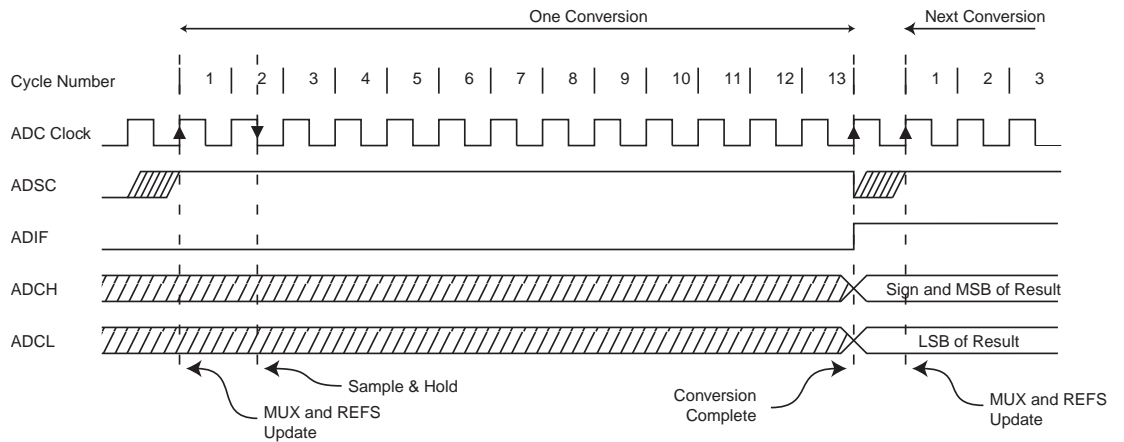 One Conversion
Next Conversion
Cycle Number
1 2 3 4 5 6 7 8 9 10 11 12 13 1 2 3
ADC Clock
ADSC
ADIF
ADCH
Sign and MSB of Result
ADCL
LSB of Result
Sample & Hold
MUX and REFS
Update
Conversion
Complete
MUX and REFS
Update